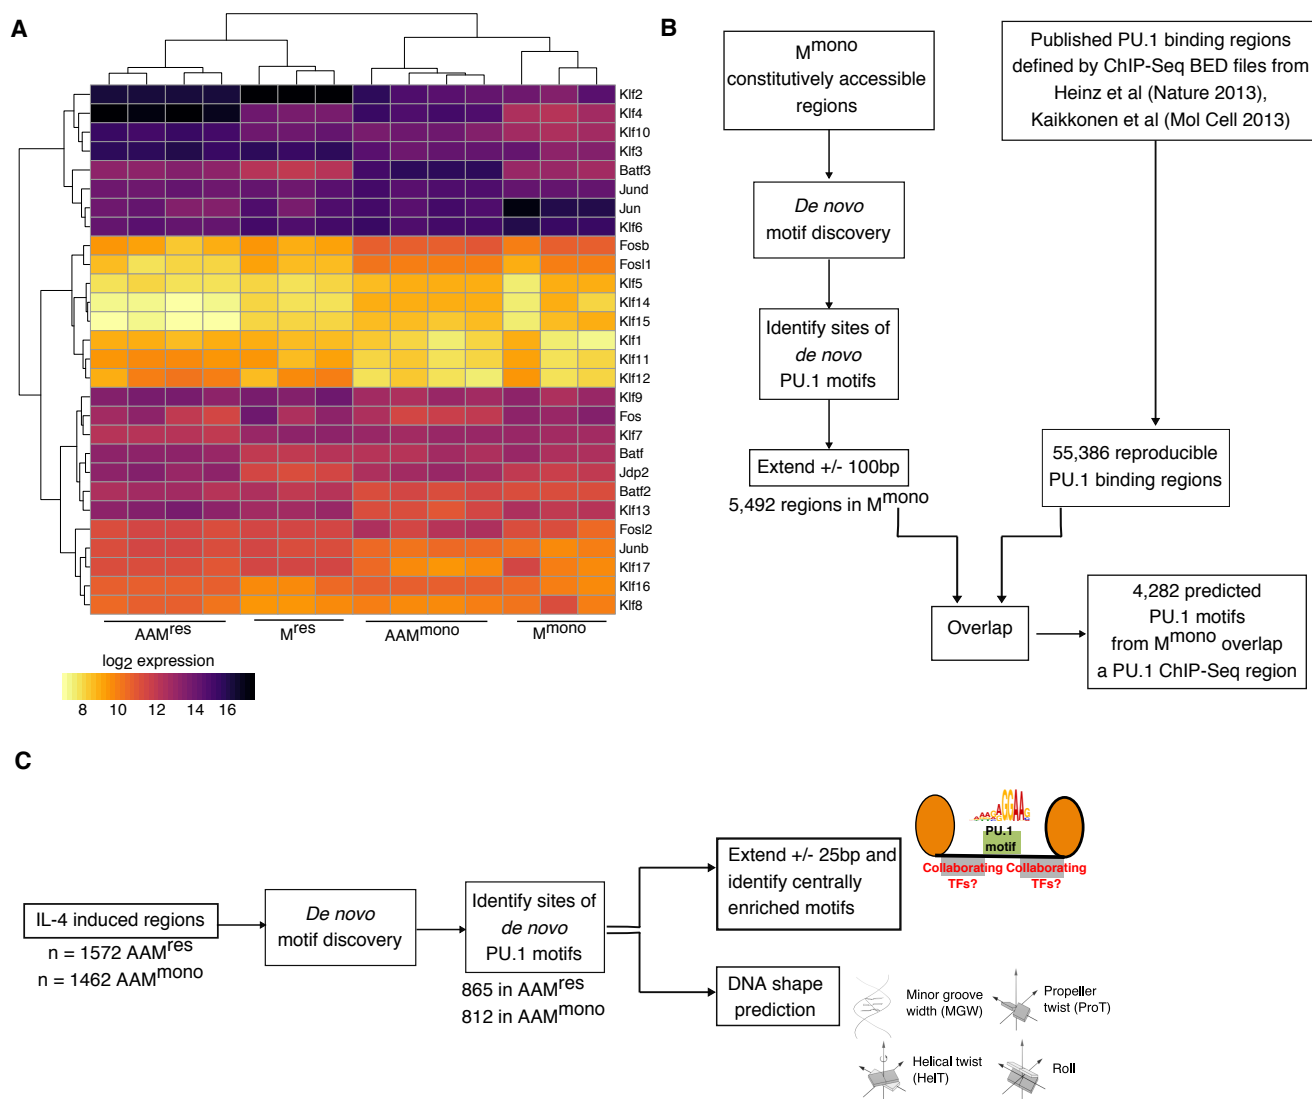 A
Klf2
Klf4
Klf10
Klf3
Batf3
Jund
Jun
Klf6
Fosb
Fosl1
Klf5
Klf14
Klf15
Klf1
Klf11
Klf12
Klf9
Fos
Klf7
Batf
Jdp2
Batf2
Klf13
Fosl2
Junb
Klf17
Klf16
Klf8
AAMres
Mres
AAMmono
Mmono
log2 expression
8 10 12 14 16
B
Mmono
constitutively accessible
regions
De novo
motif discovery
Identify sites of
de novo
PU.1 motifs
Extend +/- 100bp
5,492 regions in Mmono
Published PU.1 binding regions
defined by ChIP-Seq BED files from
Heinz et al (Nature 2013),
Kaikkonen et al (Mol Cell 2013)
55,386 reproducible
PU.1 binding regions
Overlap
4,282 predicted
PU.1 motifs
from Mmono overlap
a PU.1 ChIP-Seq region
C
IL-4 induced regions
n = 1572 AAMres
n = 1462 AAMmono
De novo
motif discovery
Identify sites of
de novo
PU.1 motifs
865 in AAMres
812 in AAMmono
Extend +/- 25bp and
identify centrally
enriched motifs
GGAA
PU.1
motif
Collaborating
TFs?
Collaborating
TFs?
DNA shape
prediction
Minor groove
width (MGW)
Propeller
twist (ProT)
Helical twist
(HelT)
Roll